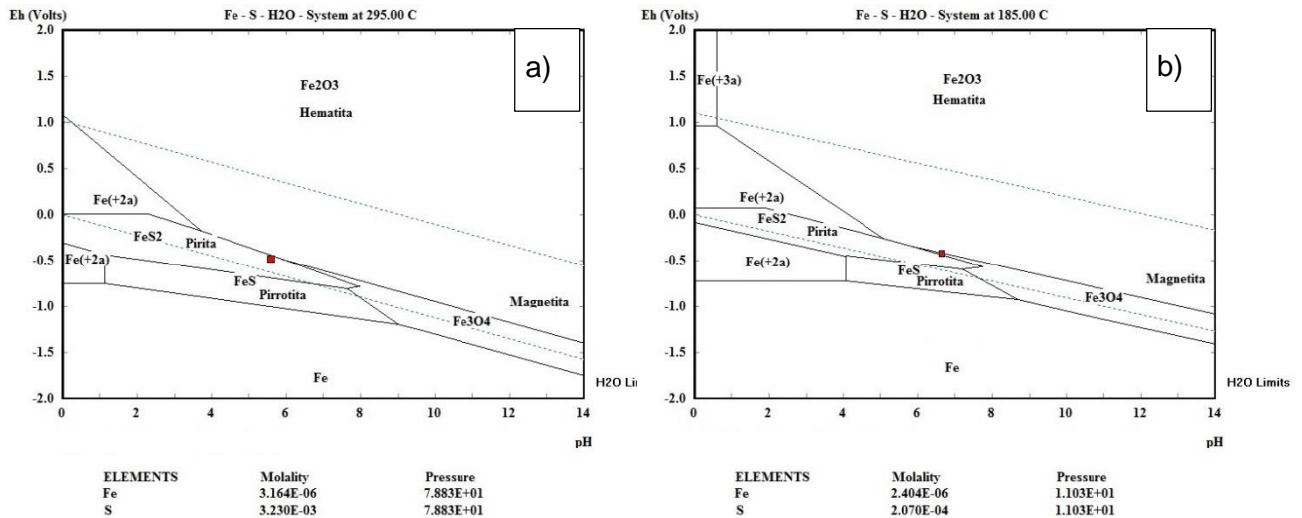 Eh (Volts)
Fe - S - H2O - System at 295.00 C
a)
2.0
1.5
1.0
0.5
0.0
-0.5
-1.0
-1.5
-2.0
Fe2O3
Hematita
Fe(+2a)
FeS2
Pirita
Fe(+2a)
FeS
Pirrotita
Magnetita
Fe3O4
Fe
H2O Li
0 2 4 6 8 10 12 14
pH
ELEMENTS Molality Pressure
Fe 3.164E-06 7.883E+01
S 3.230E-03 7.883E+01
Eh (Volts)
Fe - S - H2O - System at 185.00 C
b)
2.0
1.5
1.0
0.5
0.0
-0.5
-1.0
-1.5
-2.0
Fe(+3a)
Fe2O3
Hematita
Fe(+2a)
FeS2
Pirita
Fe(+2a)
FeS
Pirrotita
Magnetita
Fe3O4
Fe
H2O Limits
0 2 4 6 8 10 12 14
pH
ELEMENTS Molality Pressure
Fe 2.404E-06 1.103E+01
S 2.070E-04 1.103E+01